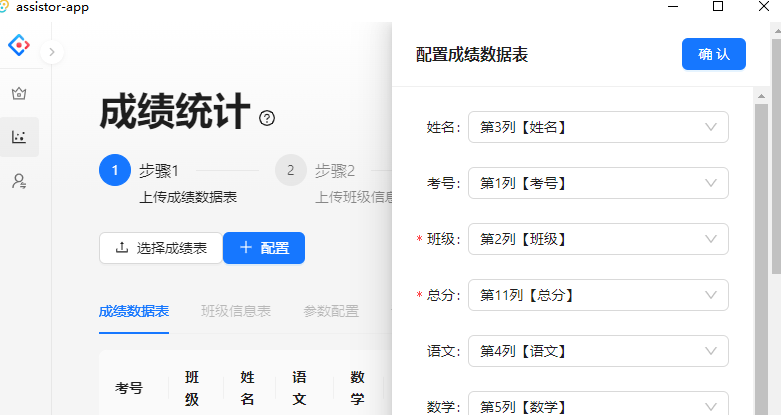 assistor-app
配置成绩数据表
确 认
成绩统计
1 步骤1
上传成绩数据表
2 步骤2
上传班级信息
选择成绩表
配置
成绩数据表 班级信息表 参数配置
考号 班级 姓名 语文 数学
姓名: 第3列【姓名】
考号: 第1列【考号】
* 班级: 第2列【班级】
* 总分: 第11列【总分】
语文: 第4列【语文】
数学: 第5列【数学】